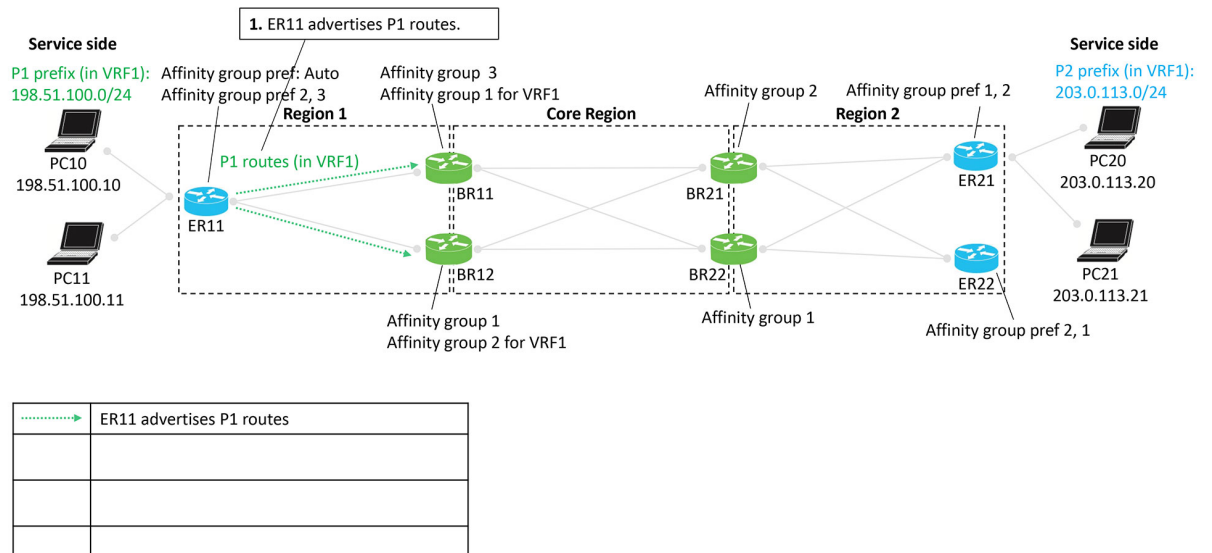 1. ER11 advertises P1 routes.
Service side
Service side
P1 prefix (in VRF1):
198.51.100.0/24
Affinity group pref: Auto
Affinity group pref 2, 3
Affinity group  3
Affinity group 1 for VRF1
Affinity group 2
Affinity group pref 1, 2
P2 prefix (in VRF1):
203.0.113.0/24
Region 1
Core Region
Region 2
P1 routes (in VRF1)
PC10
198.51.100.10
BR11
BR21
ER21
PC20
203.0.113.20
ER11
PC11
198.51.100.11
BR12
BR22
ER22
PC21
203.0.113.21
Affinity group 1
Affinity group 2 for VRF1
Affinity group 1
Affinity group pref 2, 1
ER11 advertises P1 routes